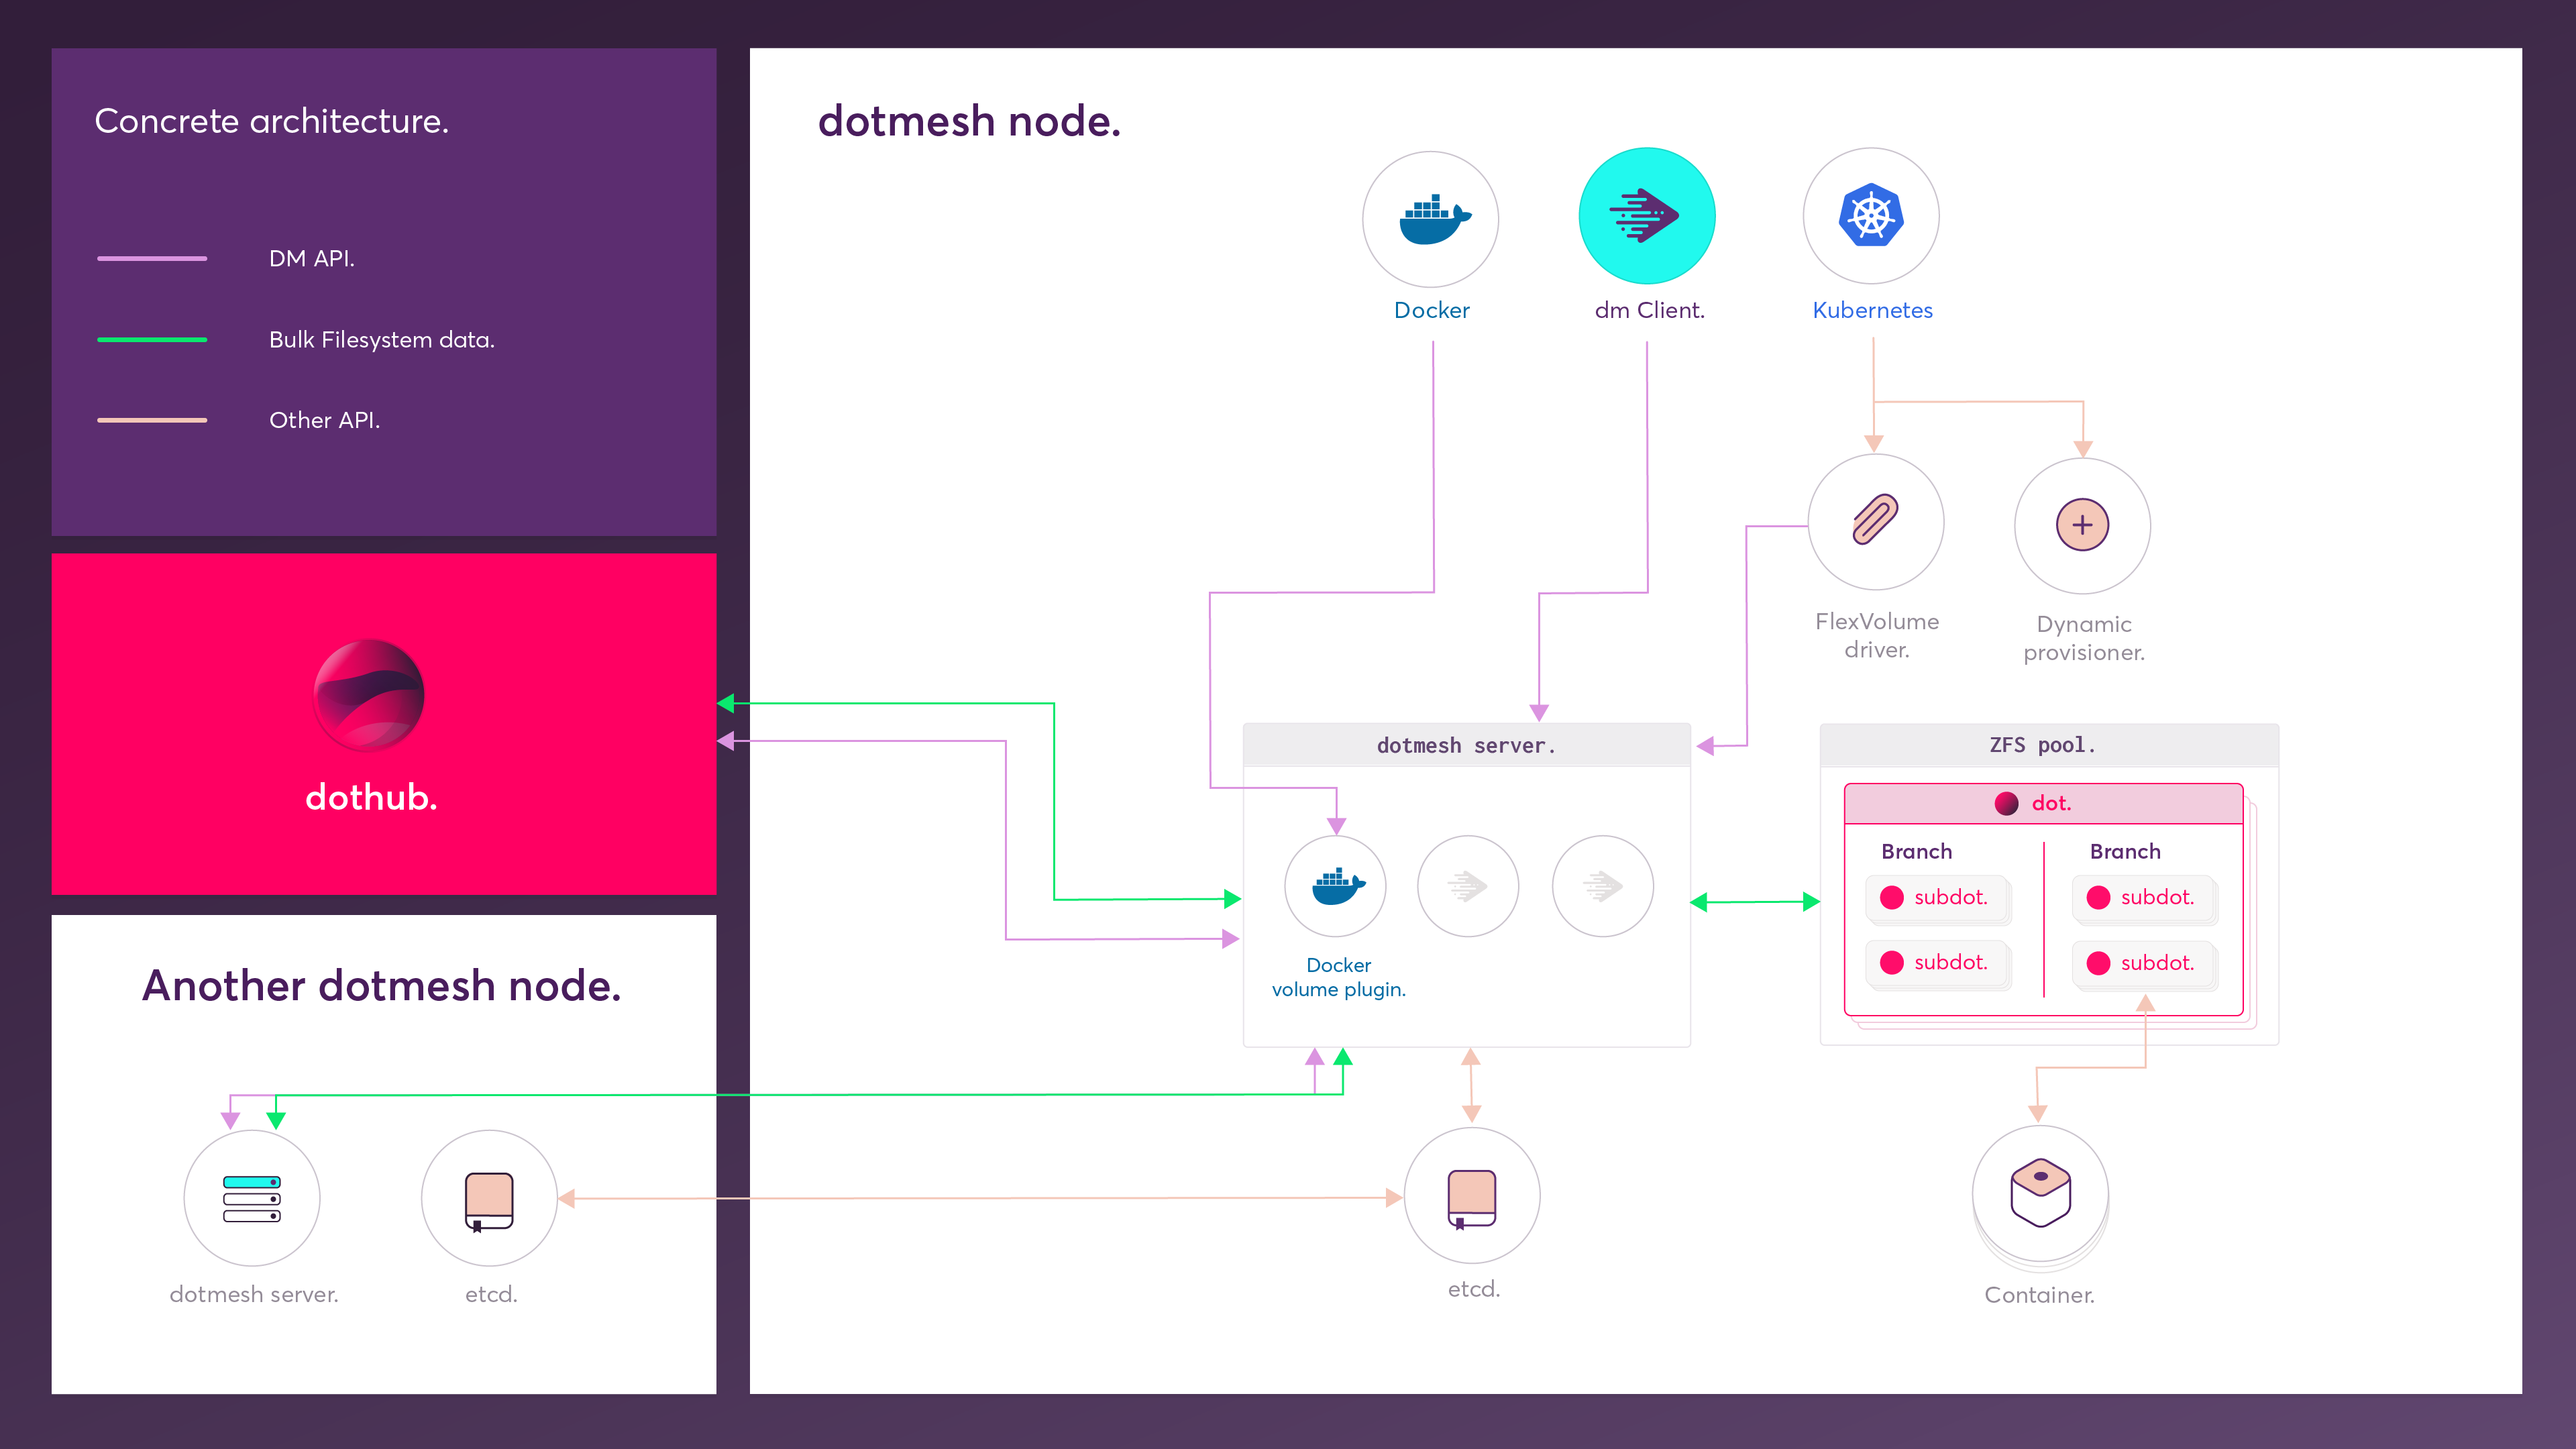 Concrete architecture.
DM API.
Bulk Filesystem data.
Other API.
dothub.
Another dotmesh node.
dotmesh server.
etcd.
dotmesh node.
Docker
dm Client.
Kubernetes
FlexVolume
driver.
Dynamic
provisioner.
dotmesh server.
Docker
volume plugin.
ZFS pool.
dot.
Branch
Branch
subdot.
subdot.
subdot.
subdot.
etcd.
Container.